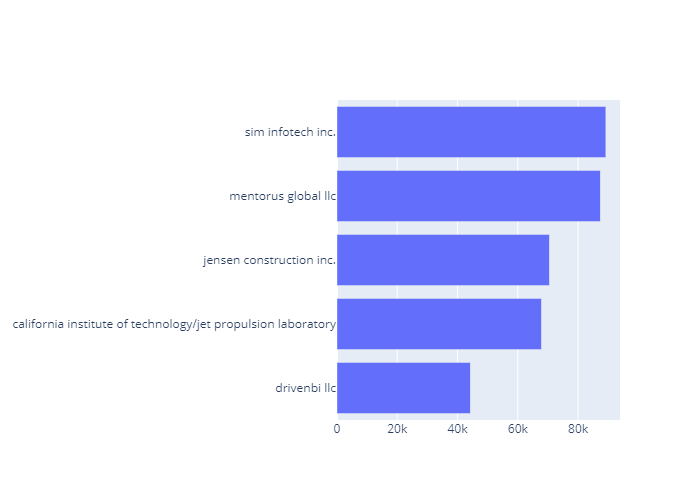 sim infotech inc.
mentorus global llc
jensen construction inc.
california institute of technology/jet propulsion laboratory
drivenbi llc
0 20k 40k 60k 80k